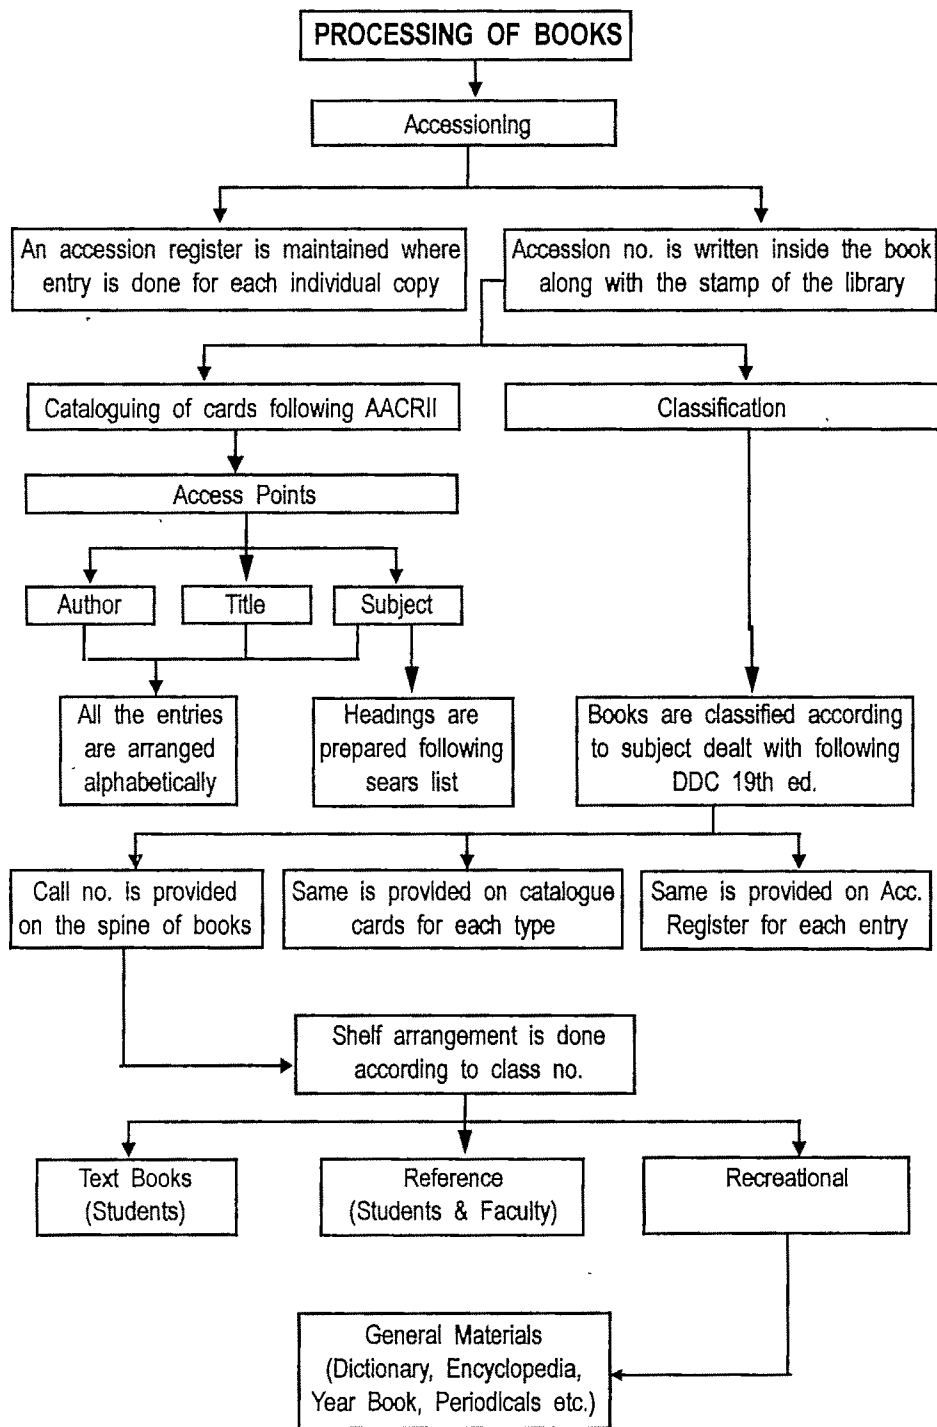 PROCESSING OF BOOKS
Accessioning
An accession register is maintained where
entry is done for each individual copy
Accession no. is written inside the book
along with the stamp of the library
Cataloguing of cards following AACRII
Classification
Access Points
Author
Title
Subject
All the entries
are arranged
alphabetically
Headings are
prepared following
sears list
Books are classified according
to subject dealt with following
DDC 19th ed.
Call no. is provided
on the spine of books
Same is provided on catalogue
cards for each type
Same is provided on Acc.
Register for each entry
Shelf arrangement is done
according to class no.
Text Books
(Students)
Reference
(Students & Faculty)
Recreational
General Materials
(Dictionary, Encyclopedia,
Year Book, Periodicals etc.)